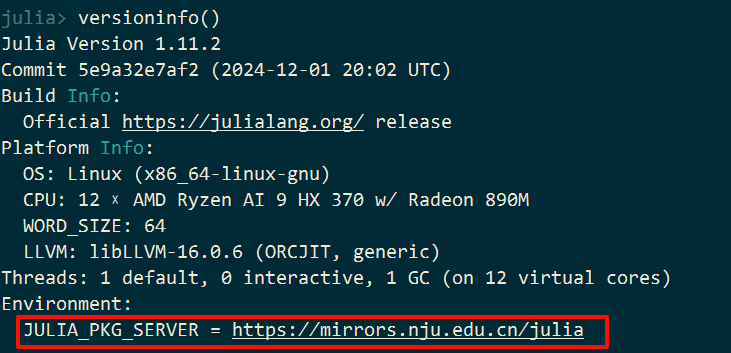 julia> versioninfo()
Julia Version 1.11.2
Commit 5e9a32e7af2 (2024-12-01 20:02 UTC)
Build Info:
  Official https://julialang.org/ release
Platform Info:
  OS: Linux (x86_64-linux-gnu)
  CPU: 12 × AMD Ryzen AI 9 HX 370 w/ Radeon 890M
  WORD_SIZE: 64
  LLVM: libLLVM-16.0.6 (ORCJIT, generic)
Threads: 1 default, 0 interactive, 1 GC (on 12 virtual cores)
Environment:
  JULIA_PKG_SERVER = https://mirrors.nju.edu.cn/julia